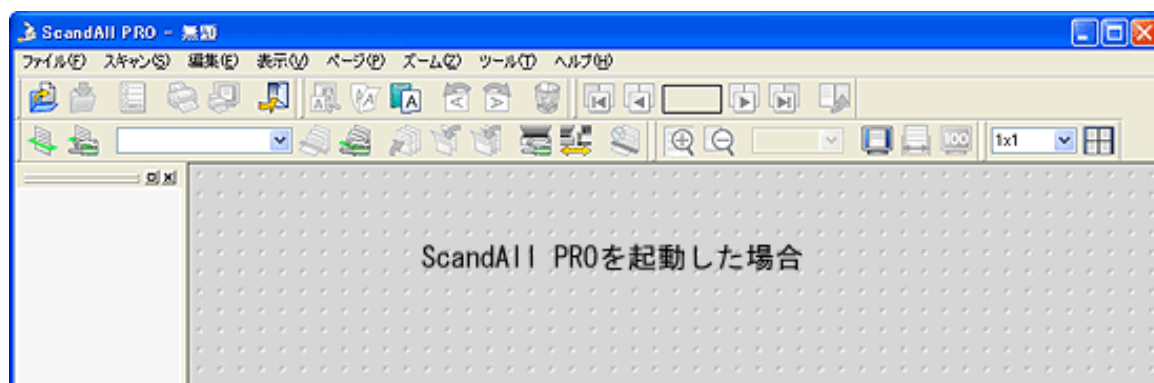 ScandAll PRO - 無題
ファイル(F) スキャン(S) 編集(E) 表示(V) ページ(P) ズーム(Z) ツール(T) ヘルプ(H)
100 1x1
ScandAll PROを起動した場合